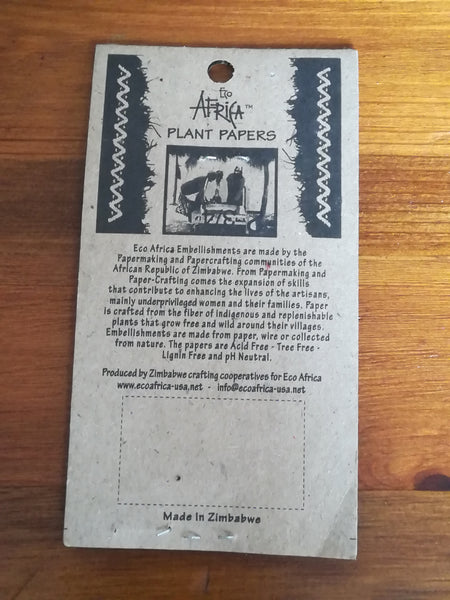 Eco
AFRICA™
PLANT PAPERS
Eco Africa Embellishments are made by the
Papermaking and Papercrafting communities of the
African Republic of Zimbabwe. From Papermaking and
Paper-Crafting comes the expansion of skills
that contribute to enhancing the lives of the artisans,
mainly underprivileged women and their families. Paper
is crafted from the fiber of indigenous and replenishable
plants that grow free and wild around their villages.
Embellishments are made from paper, wire or collected
from nature. The papers are Acid Free - Tree Free -
Lignin Free and pH Neutral.
Produced by Zimbabwe crafting cooperatives for Eco Africa
www.ecoafrica-usa.net - info@ecoafrica-usa.net
Made in Zimbabwe